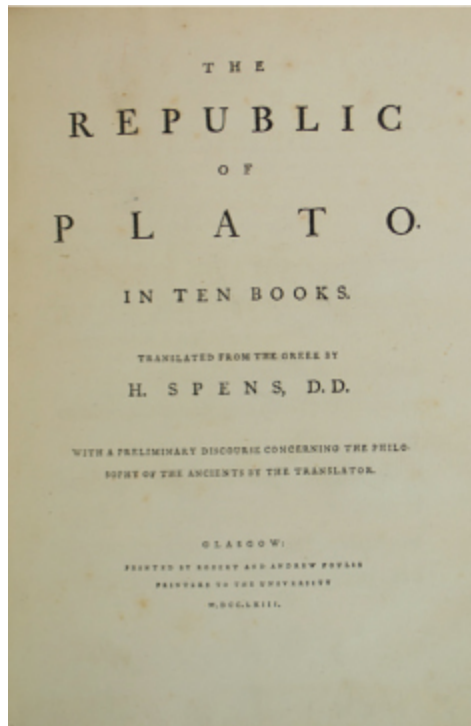 THE
REPUBLIC
OF
PLATO.
IN TEN BOOKS.
TRANSLATED FROM THE GREEK BY
H. SPENS, D.D.
WITH A PRELIMINARY DISCOURSE CONCERNING THE PHILO-
SOPHY OF THE ANCIENTS BY THE TRANSLATOR.
GLASGOW:
PRINTED BY ROBERT AND ANDREW FOULIS
PRINTERS TO THE UNIVERSITY
M.DCC.LXIII.